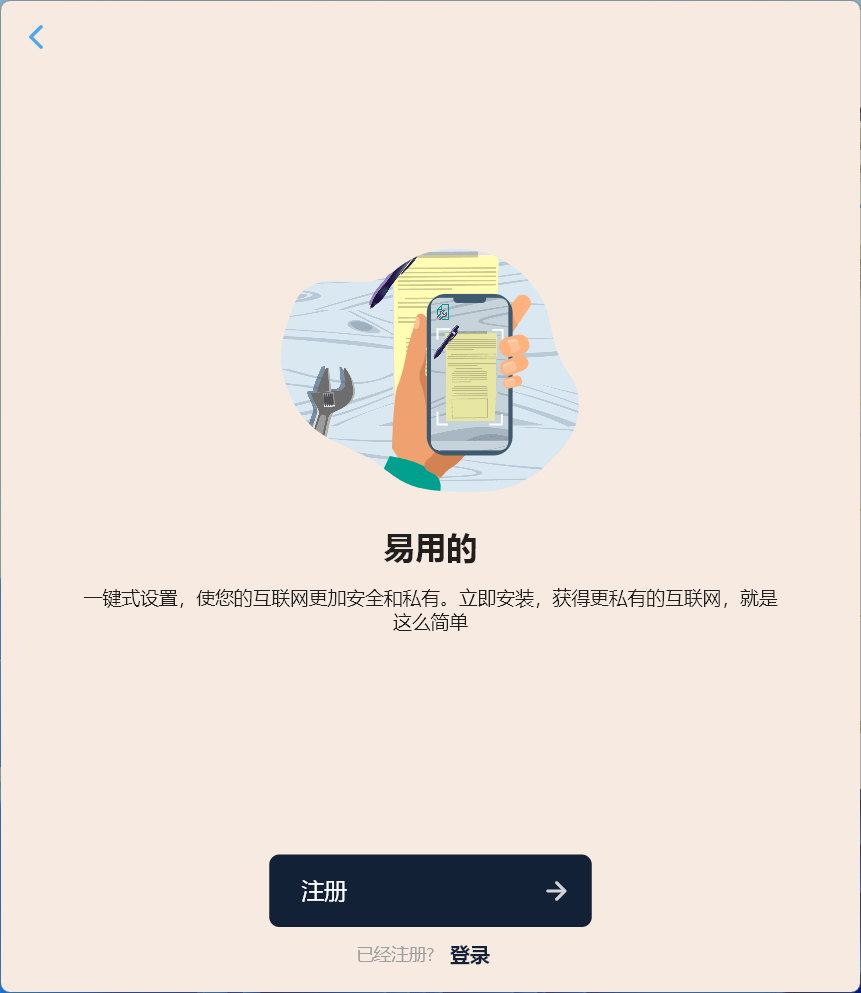 易用的
一键式设置，使您的互联网更加安全和私有。立即安装，获得更私有的互联网，就是
这么简单
注册
已经注册? 登录